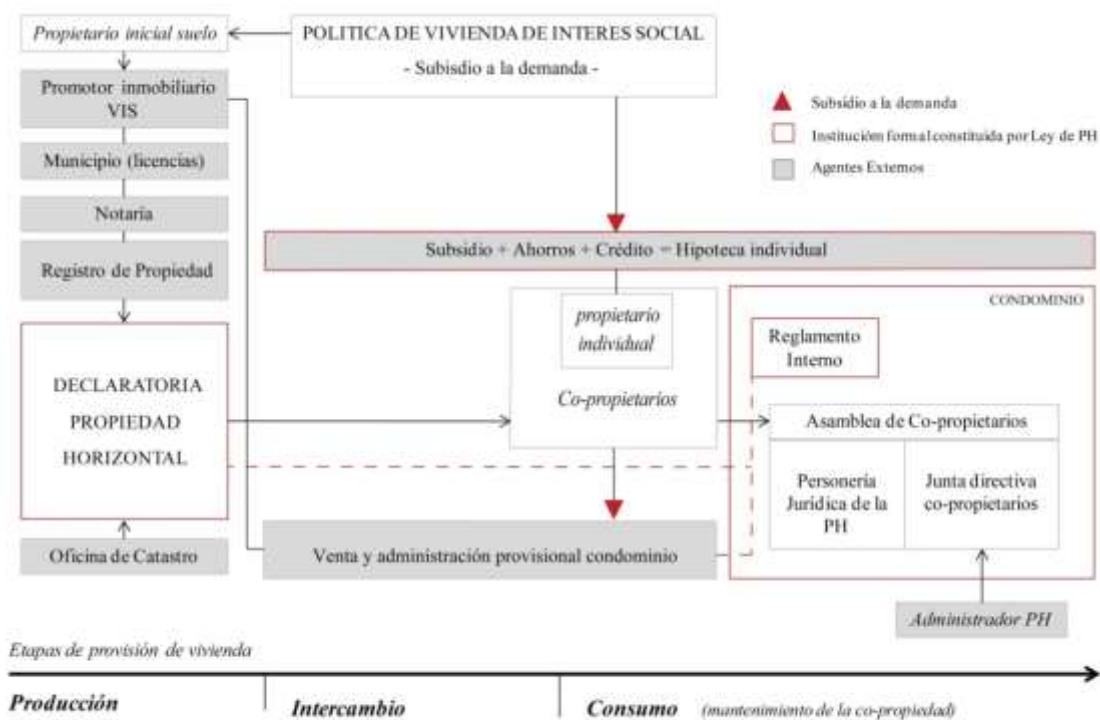 Propietario inicial suelo
POLITICA DE VIVIENDA DE INTERES SOCIAL
- Subisdio a la demanda -
Promotor inmobiliario
VIS
Municipio (licencias)
Notaría
Registro de Propiedad
Subsidio a la demanda
Institución formal constituida por Ley de PH
Agentes Externos
Subsidio + Ahorros + Crédito = Hipoteca individual
DECLARATORIA
PROPIEDAD
HORIZONTAL
Oficina de Catastro
propietario
individual
Co-propietarios
Venta y administración provisional condominio
CONDOMINIO
Reglamento
Interno
Asamblea de Co-propietarios
Personería
Jurídica de la
PH
Junta directiva
co-propietarios
Administrador PH
Etapas de provisión de vivienda
Producción
Intercambio
Consumo (mantenimiento de la co-propiedad)